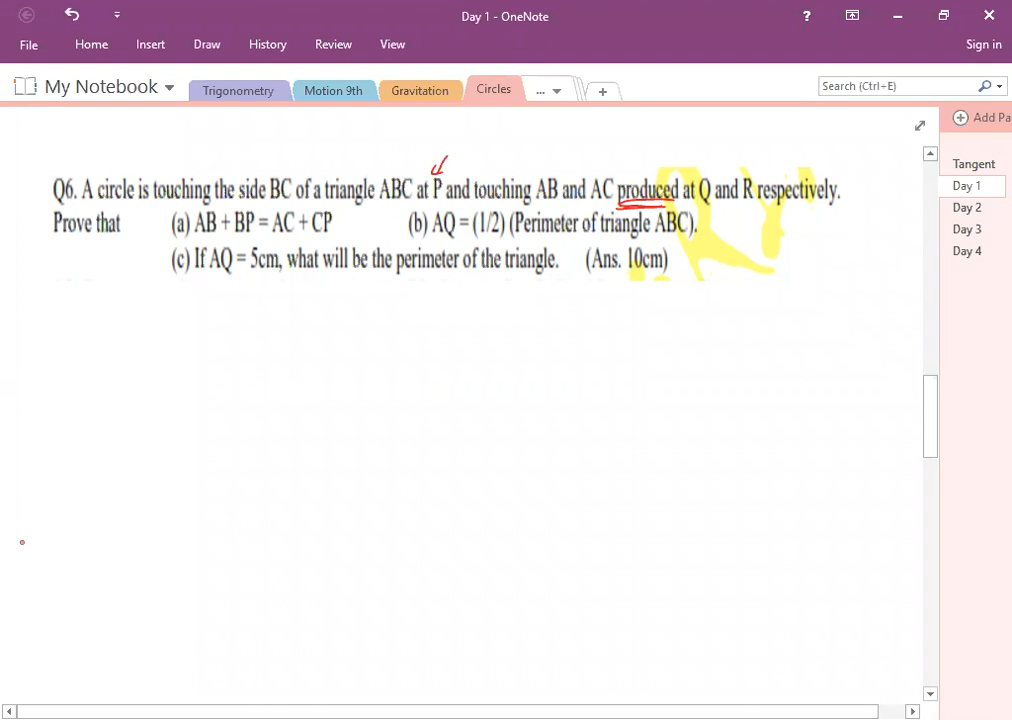 Day 1 - OneNote
?
File Home Insert Draw History Review View Sign in
My Notebook Trigonometry Motion 9th Gravitation Circles ... + Search (Ctrl+E)
Add Pa
Tangent
Day 1
Day 2
Day 3
Day 4
Q6. A circle is touching the side BC of a triangle ABC at P and touching AB and AC produced at Q and R respectively.
Prove that (a) AB + BP = AC + CP (b) AQ = (1/2) (Perimeter of triangle ABC).
(c) If AQ = 5cm, what will be the perimeter of the triangle. (Ans. 10cm)